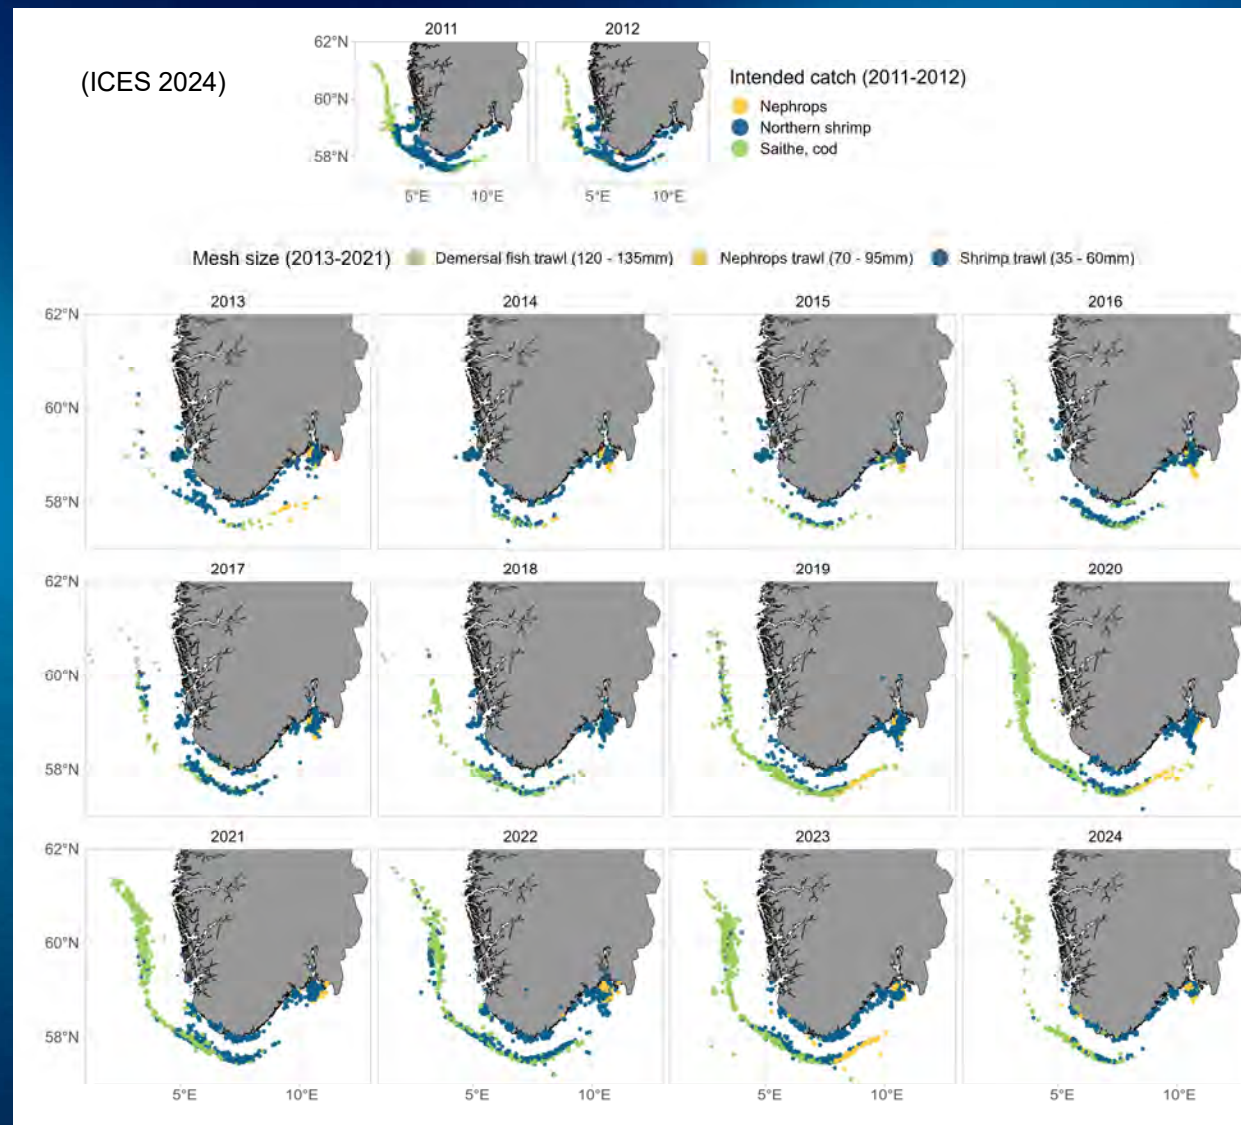 (ICES 2024)
2011 2012
62°N
60°N
58°N
5°E 10°E 5°E 10°E
Intended catch (2011-2012)
Nephrops
Northern shrimp
Saithe, cod
Mesh size (2013-2021) Demersal fish trawl (120 - 135mm) Nephrops trawl (70 - 95mm) Shrimp trawl (35 - 60mm)
2013 2014 2015 2016
62°N
60°N
58°N
2017 2018 2019 2020
62°N
60°N
58°N
2021 2022 2023 2024
62°N
60°N
58°N
5°E 10°E 5°E 10°E 5°E 10°E 5°E 10°E